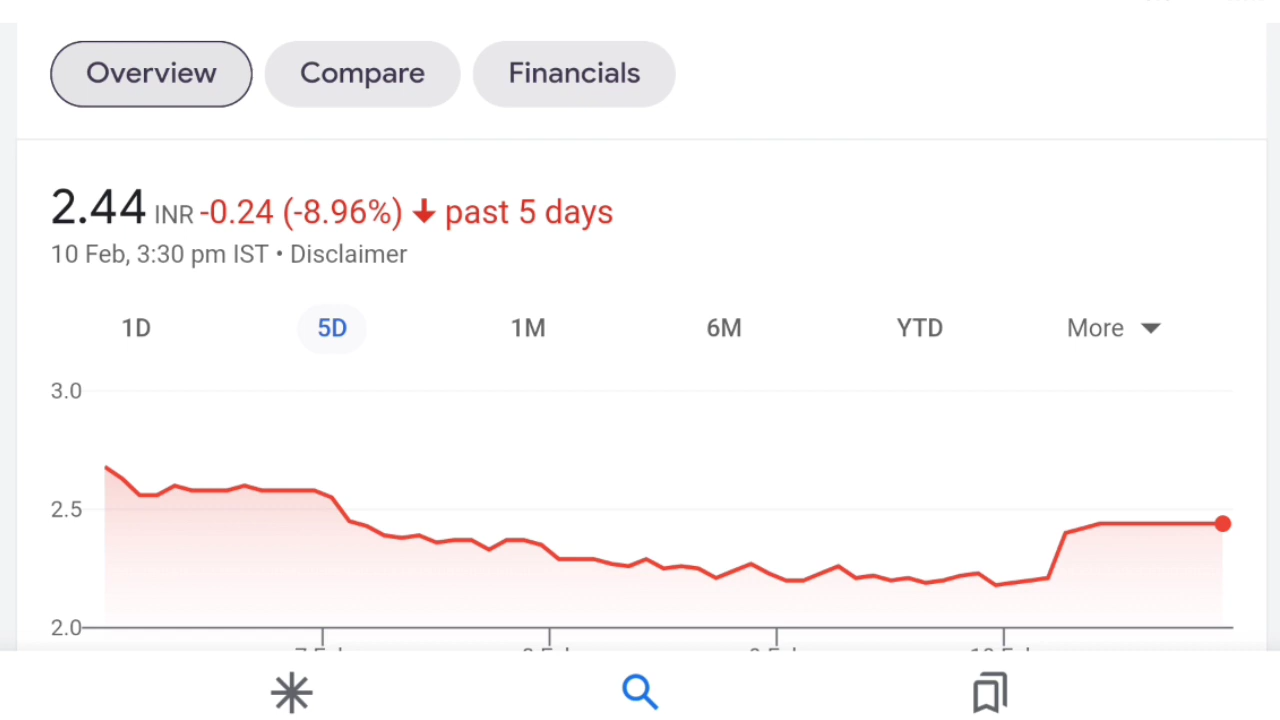 Overview Compare Financials
2.44 INR -0.24 (-8.96%) ↓ past 5 days
10 Feb, 3:30 pm IST • Disclaimer
1D 5D 1M 6M YTD More
3.0
2.5
2.0